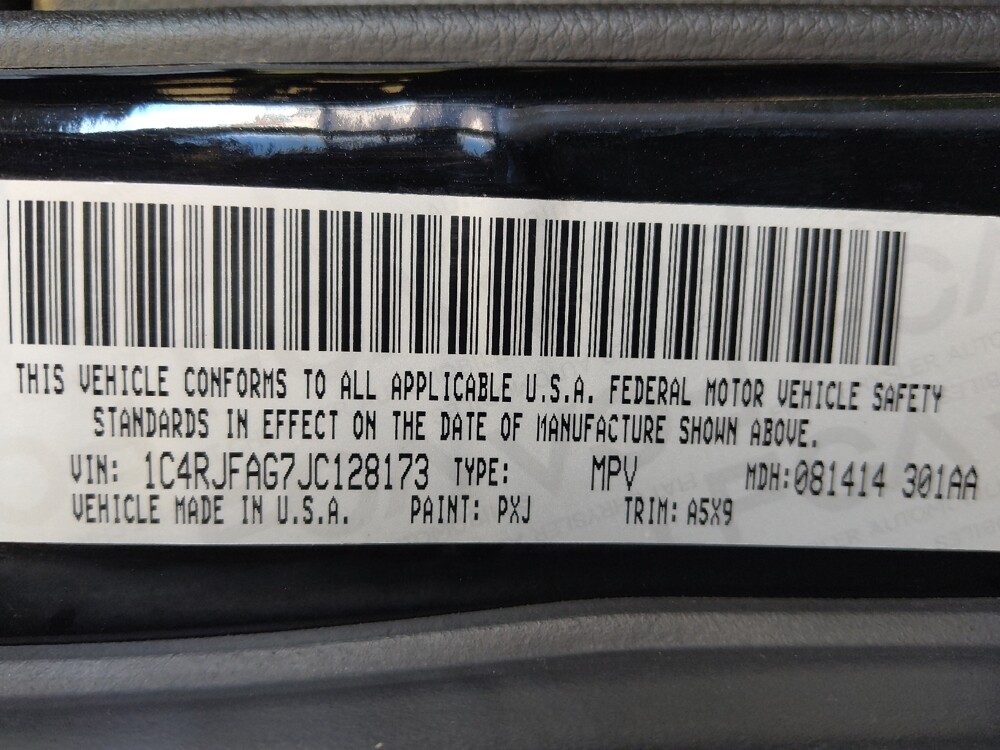 THIS VEHICLE CONFORMS TO ALL APPLICABLE U.S.A. FEDERAL MOTOR VEHICLE SAFETY
STANDARDS IN EFFECT ON THE DATE OF MANUFACTURE SHOWN ABOVE.
VIN: 1C4RJFAG7JC128173 TYPE: MPV MDH:081414 301AA
VEHICLE MADE IN U.S.A. PAINT: PXJ TRIM: A5X9